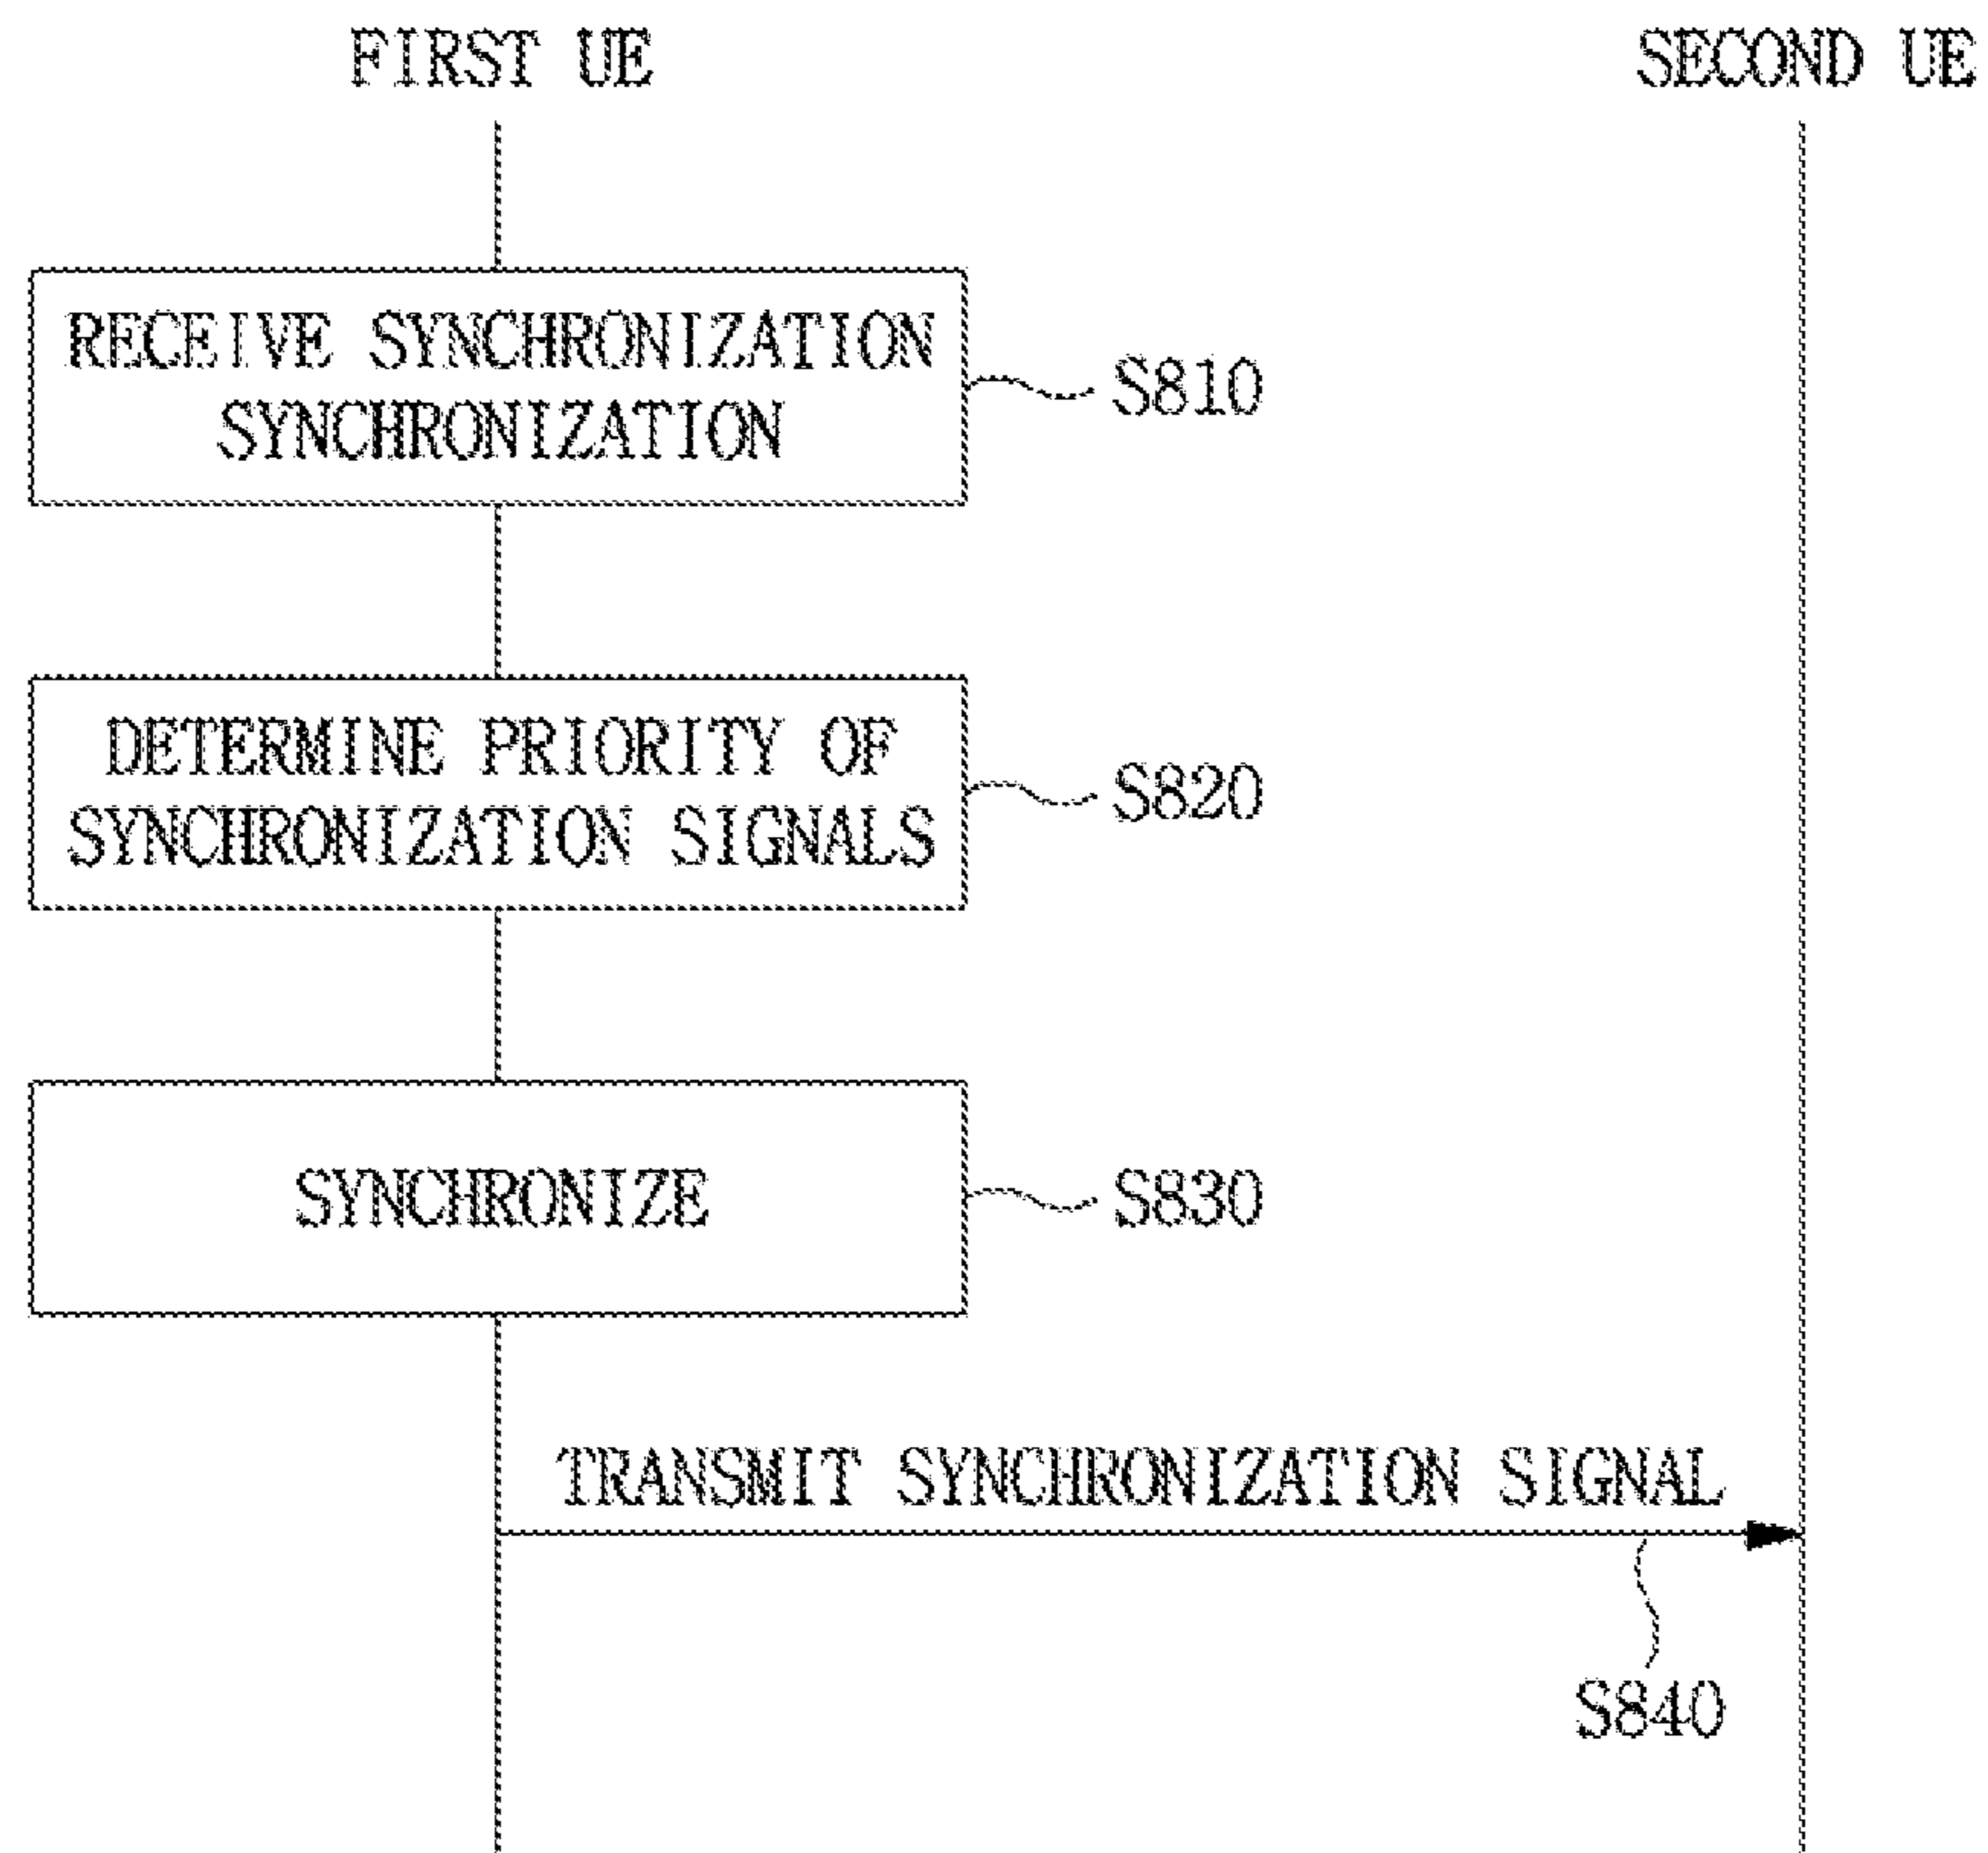 FIRST UE
SECOND UE
RECEIVE SYNCHRONIZATION
SYNCHRONIZATION
S810
DETERMINE PRIORITY OF
SYNCHRONIZATION SIGNALS
S820
SYNCHRONIZE
S830
TRANSMIT SYNCHRONIZATION SIGNAL
S840